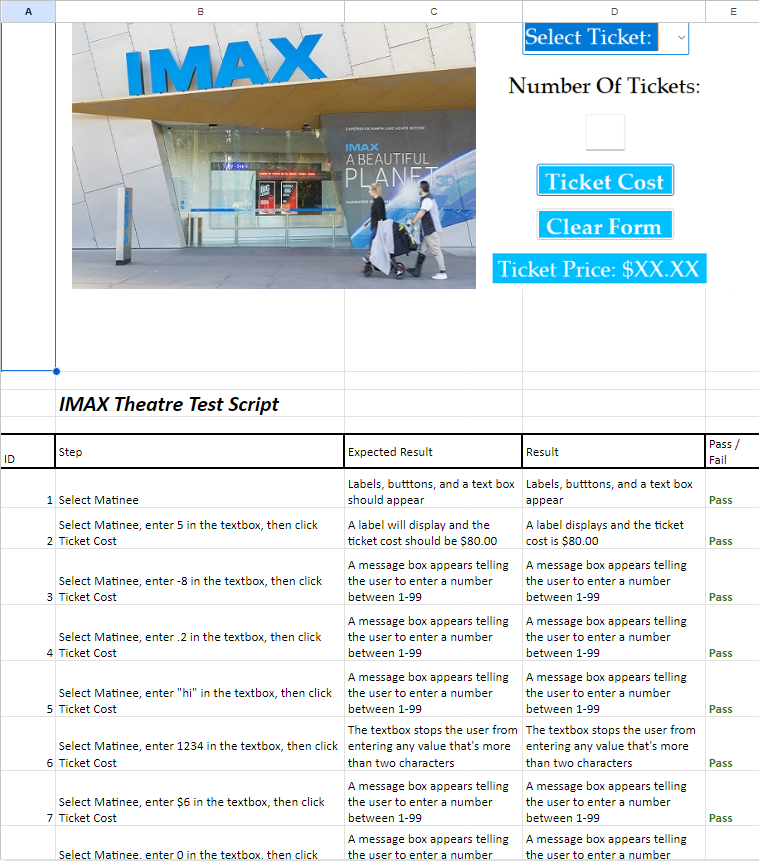 A B C D E
IMAX
EXPERIENCE EARTH LIKE NEVER BEFORE
IMAX
A BEAUTIFUL
PLANET
Select Ticket:
Number Of Tickets:
Ticket Cost
Clear Form
Ticket Price: $XX.XX
IMAX Theatre Test Script
ID Step Expected Result Result Pass /
Fail
1 Select Matinee
Labels, butttons, and a text box
should appear
Labels, butttons, and a text box
appear
Pass
2 Select Matinee, enter 5 in the textbox, then click
Ticket Cost
A label will display and the
ticket cost should be $80.00
A label displays and the ticket
cost is $80.00
Pass
3 Select Matinee, enter -8 in the textbox, then click
Ticket Cost
A message box appears telling
the user to enter a number
between 1-99
A message box appears telling
the user to enter a number
between 1-99
Pass
4 Select Matinee, enter .2 in the textbox, then click
Ticket Cost
A message box appears telling
the user to enter a number
between 1-99
A message box appears telling
the user to enter a number
between 1-99
Pass
5 Select Matinee, enter "hi" in the textbox, then click
Ticket Cost
A message box appears telling
the user to enter a number
between 1-99
A message box appears telling
the user to enter a number
between 1-99
Pass
6 Select Matinee, enter 1234 in the textbox, then click
Ticket Cost
The textbox stops the user from
entering any value that's more
than two characters
The textbox stops the user from
entering any value that's more
than two characters
Pass
7 Select Matinee, enter $6 in the textbox, then click
Ticket Cost
A message box appears telling
the user to enter a number
between 1-99
A message box appears telling
the user to enter a number
between 1-99
Pass
Select Matinee, enter 0 in the textbox, then click
A message box appears telling
the user to enter a number
A message box appears telling
the user to enter a number